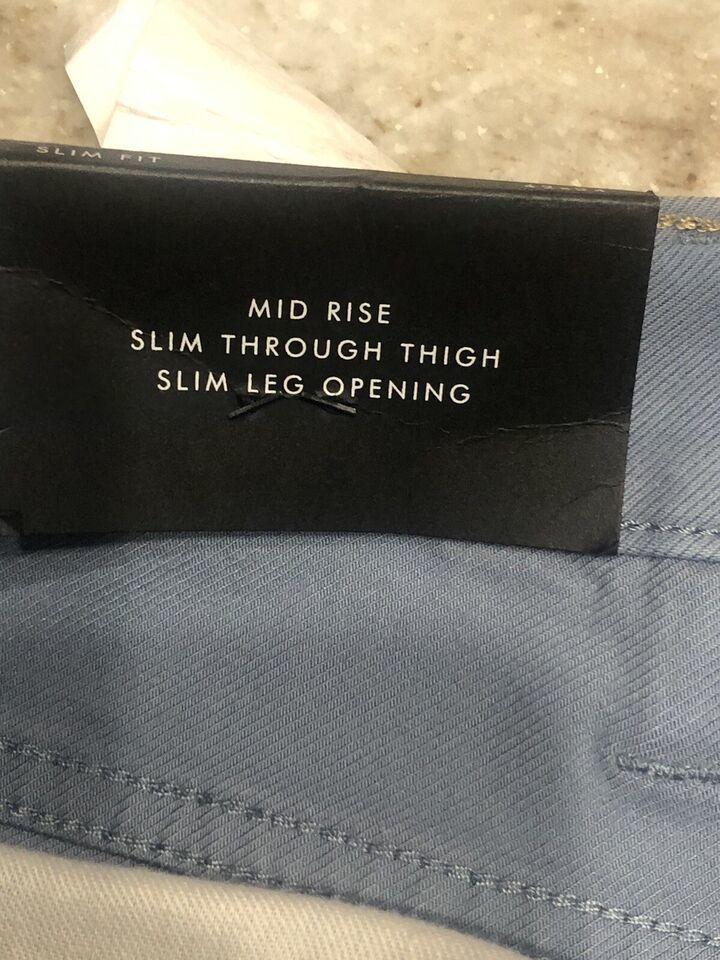 SLIM FIT
MID RISE
SLIM THROUGH THIGH
SLIM LEG OPENING